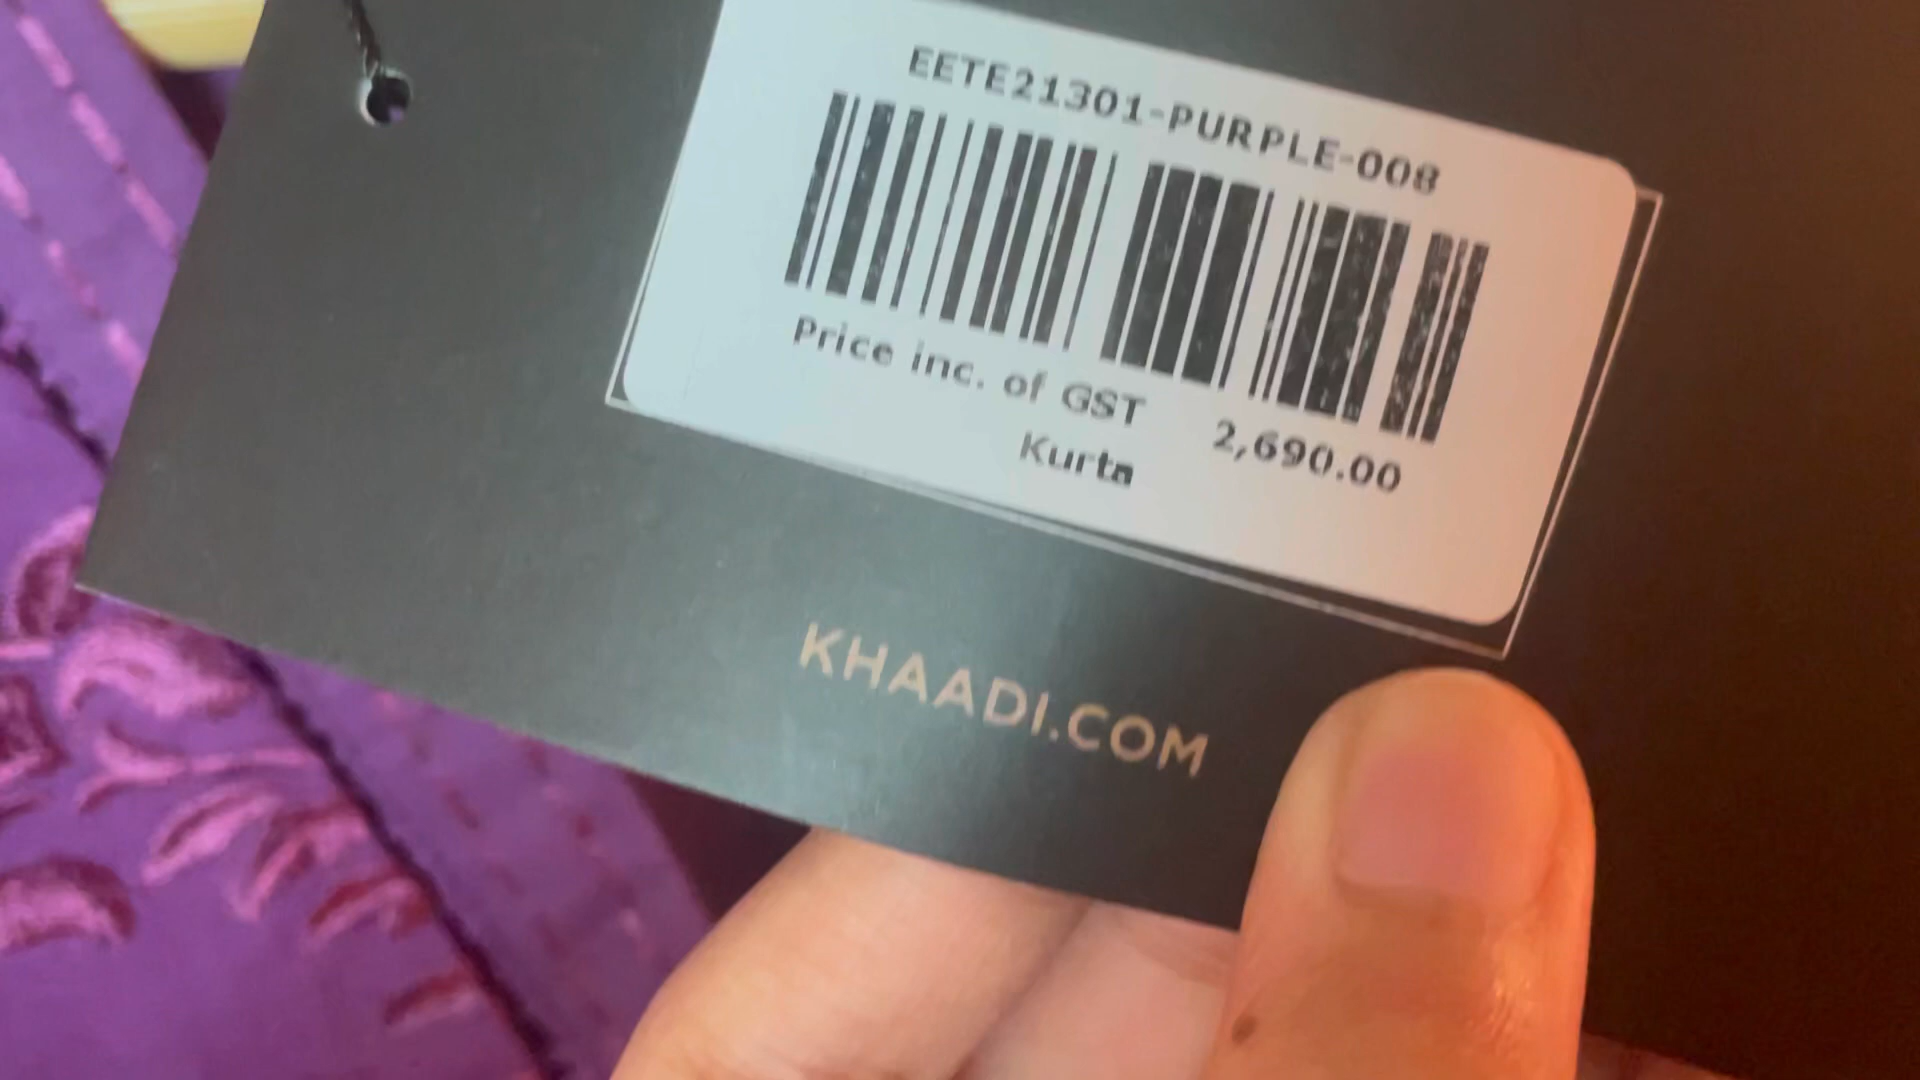 EETE21301-PURPLE-008
Price inc. of GST 2,690.00
Kurta
KHAADI.COM